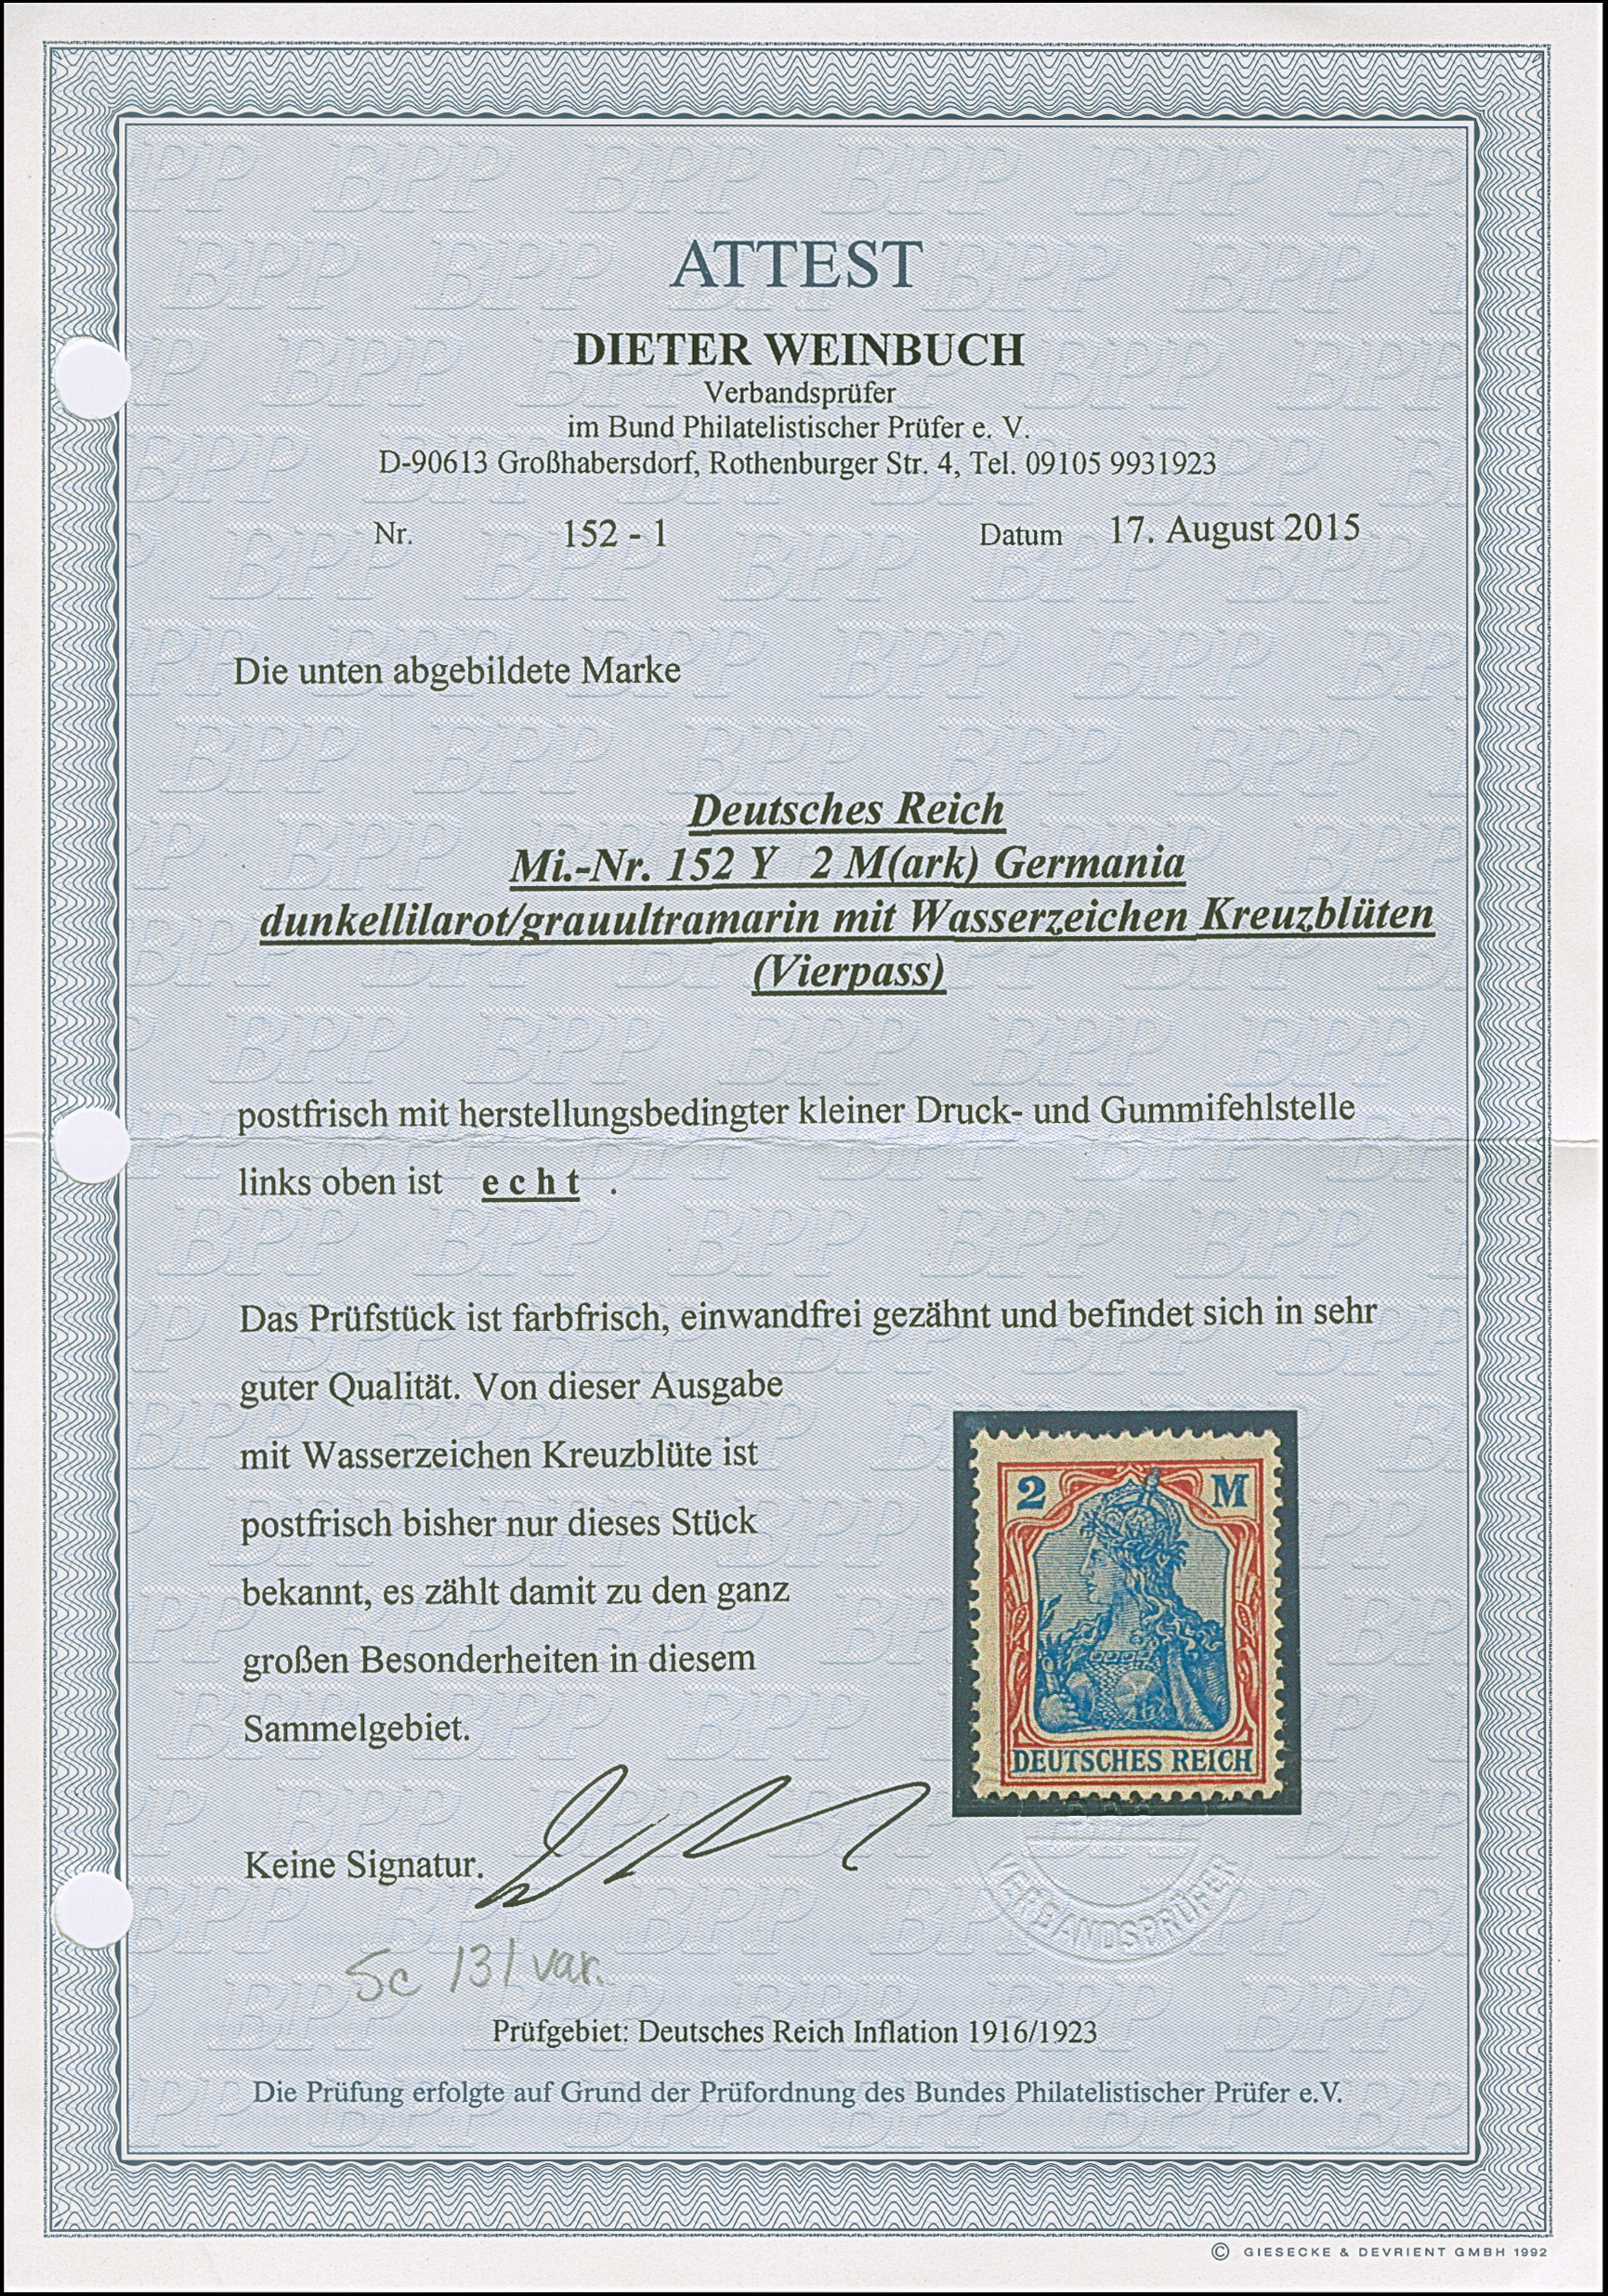 ATTEST
DIETER WEINBUCH
Verbandsprüfer
im Bund Philatelistischer Prüfer e. V.
D-90613 Großhabersdorf, Rothenburger Str. 4, Tel. 09105 9931923
Nr. 152 - 1 Datum 17. August 2015
Die unten abgebildete Marke
Deutsches Reich
Mi.-Nr. 152 Y 2 M(ark) Germania
dunkellilarot/grauultramarin mit Wasserzeichen Kreuzblüten
(Vierpass)
postfrisch mit herstellungsbedingter kleiner Druck- und Gummifehlstelle
links oben ist e c h t .
Das Prüfstück ist farbfrisch, einwandfrei gezähnt und befindet sich in sehr
guter Qualität. Von dieser Ausgabe
mit Wasserzeichen Kreuzblüte ist
postfrisch bisher nur dieses Stück
bekannt, es zählt damit zu den ganz
großen Besonderheiten in diesem
Sammelgebiet.
2 M
DEUTSCHES REICH
Keine Signatur.
VERBANDSPRÜFER
Sc 131 var.
Prüfgebiet: Deutsches Reich Inflation 1916/1923
Die Prüfung erfolgte auf Grund der Prüfordnung des Bundes Philatelistischer Prüfer e.V.
© GIESECKE & DEVRIENT GMBH 1992